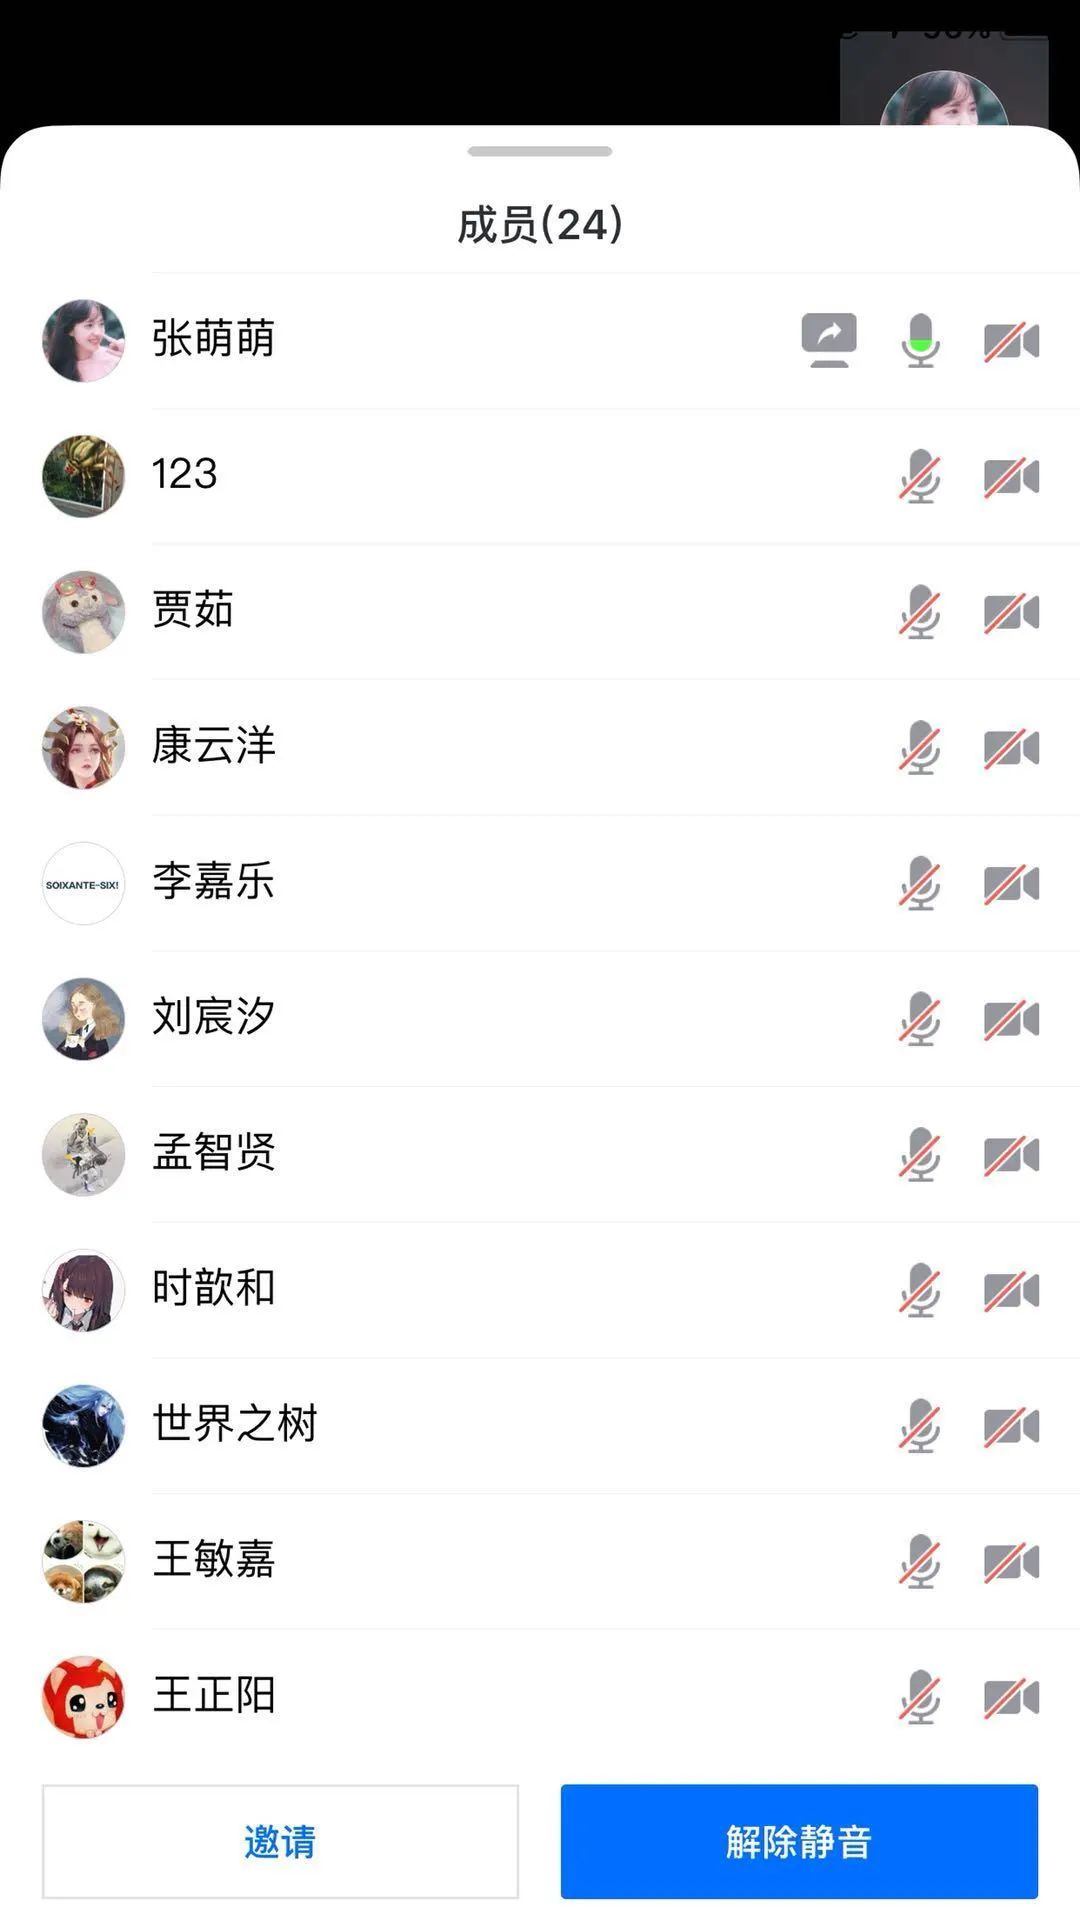 成员(24)
张萌萌
123
贾茹
康云洋
SOIXANTE-SIX!
李嘉乐
刘宸汐
孟智贤
时歆和
世界之树
王敏嘉
王正阳
邀请
解除静音